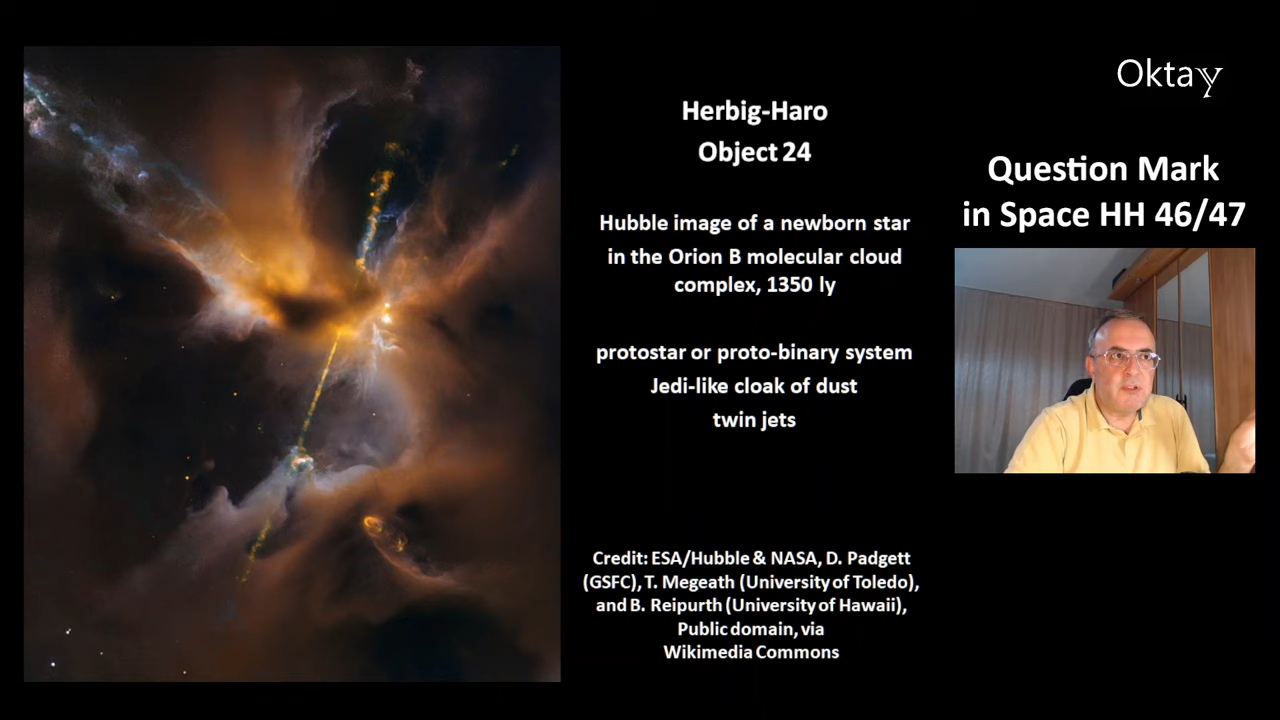 Herbig-Haro
Object 24
Hubble image of a newborn star
in the Orion B molecular cloud
complex, 1350 ly
protostar or proto-binary system
Jedi-like cloak of dust
twin jets
Credit: ESA/Hubble & NASA, D. Padgett
(GSFC), T. Megeath (University of Toledo),
and B. Reipurth (University of Hawaii),
Public domain, via
Wikimedia Commons
Oktay
Question Mark
in Space HH 46/47